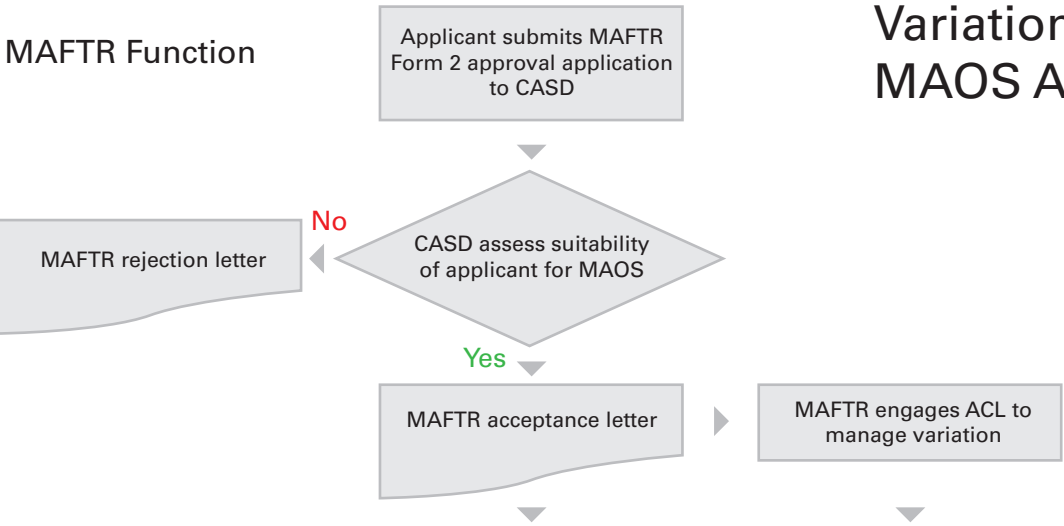 MAFTR Function
Variation
MAOS A
Applicant submits MAFTR
Form 2 approval application
to CASD
No
CASD assess suitability
of applicant for MAOS
MAFTR rejection letter
Yes
MAFTR acceptance letter
MAFTR engages ACL to
manage variation